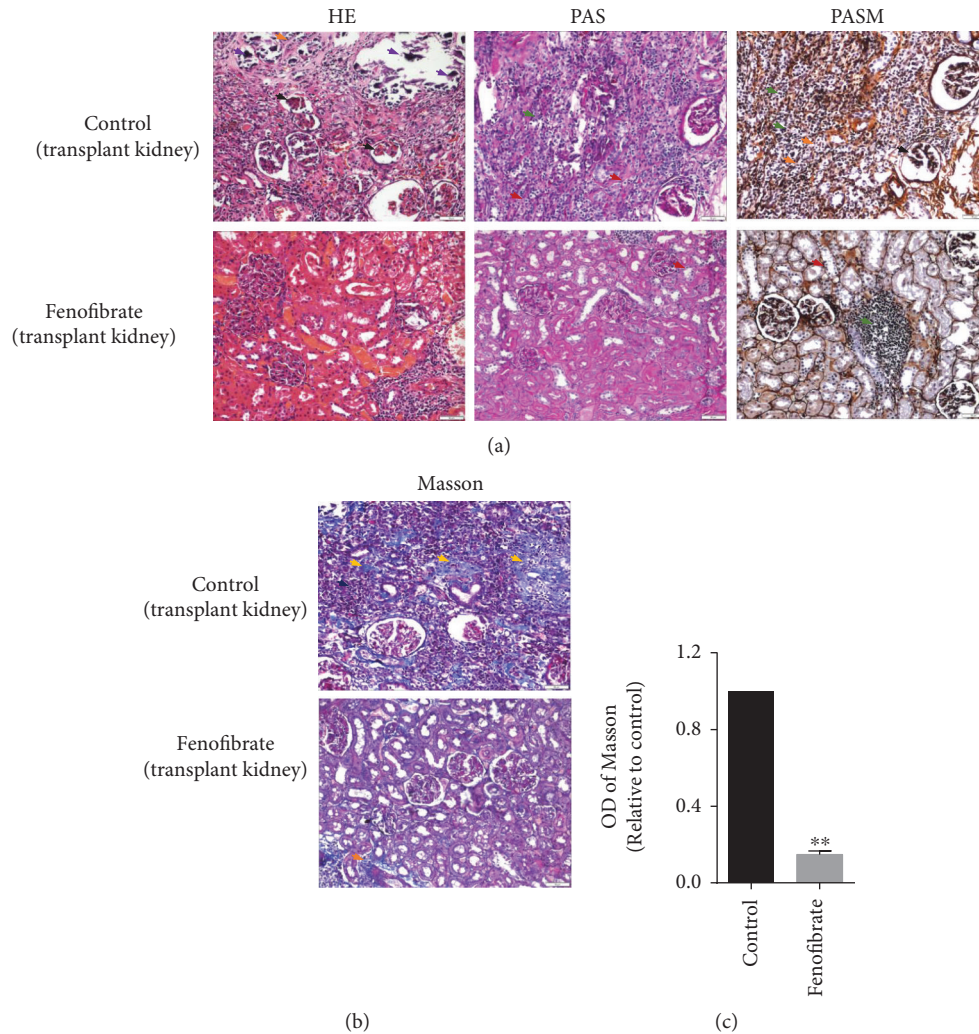 HE PAS PASM
Control
(transplant kidney)
Fenofibrate
(transplant kidney)
(a)
Masson
Control
(transplant kidney)
Fenofibrate
(transplant kidney)
(b)
OD of Masson
(Relative to control)
1.2
0.8
0.4
0.0
**
Control
Fenofibrate
(c)